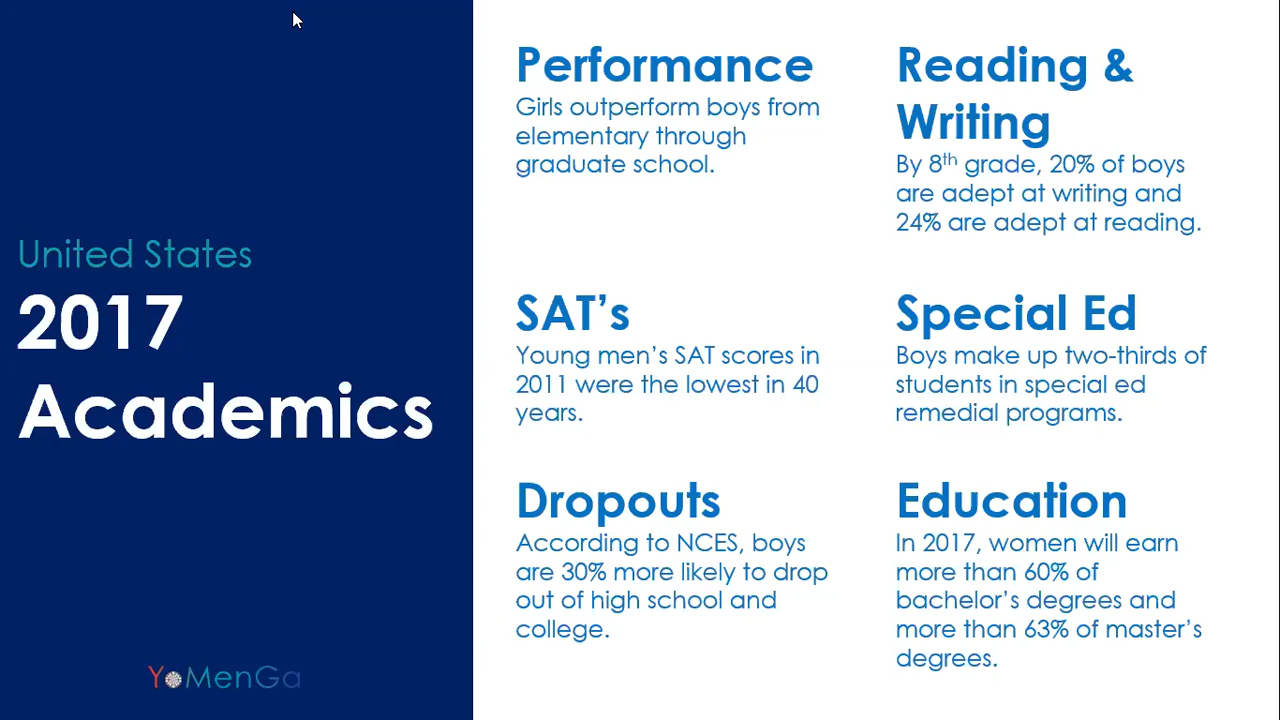 United States
2017
Academics
YoMenGa
Performance
Girls outperform boys from
elementary through
graduate school.
Reading &
Writing
By 8th grade, 20% of boys
are adept at writing and
24% are adept at reading.
SAT’s
Young men’s SAT scores in
2011 were the lowest in 40
years.
Special Ed
Boys make up two-thirds of
students in special ed
remedial programs.
Dropouts
According to NCES, boys
are 30% more likely to drop
out of high school and
college.
Education
In 2017, women will earn
more than 60% of
bachelor’s degrees and
more than 63% of master’s
degrees.